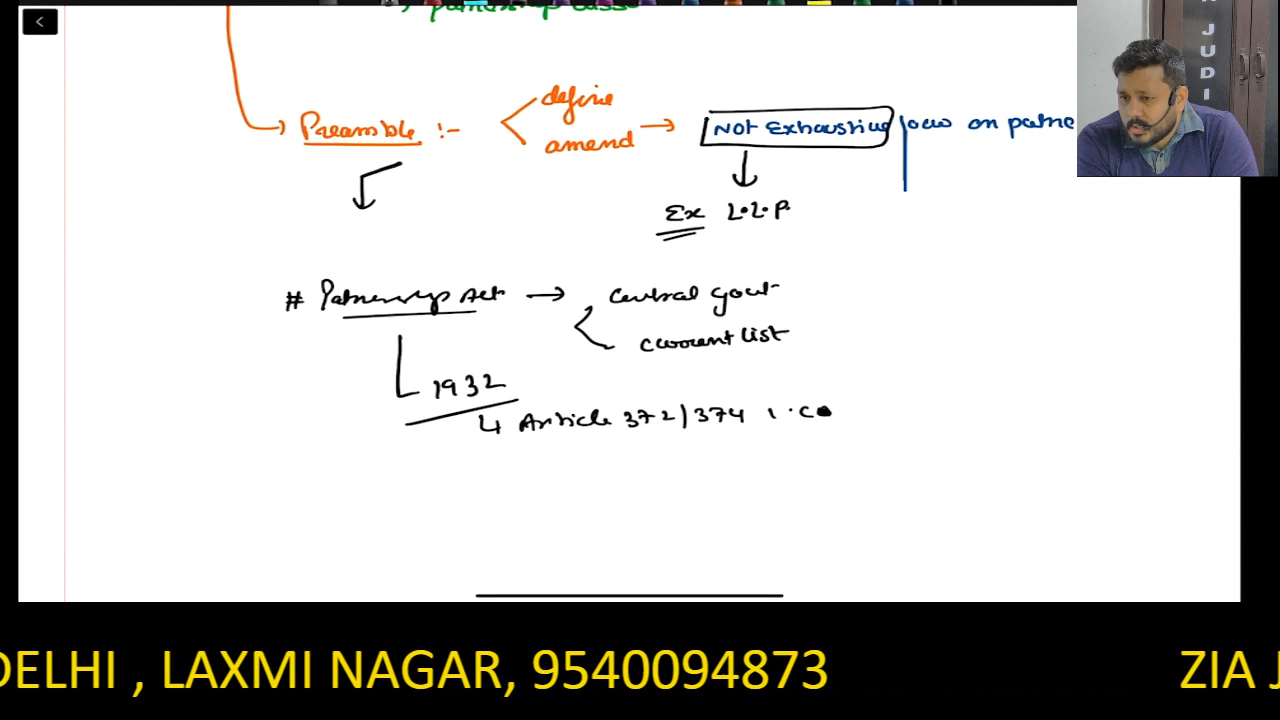 Preamble :-
define
amend → Not Exhaustive law on partne
Ex L.L.P.
# Partnership Act → Central govt
Concurrent list
1932
Article 372/374 I.C
J
U
D
I
DELHI , LAXMI NAGAR, 9540094873 ZIA J